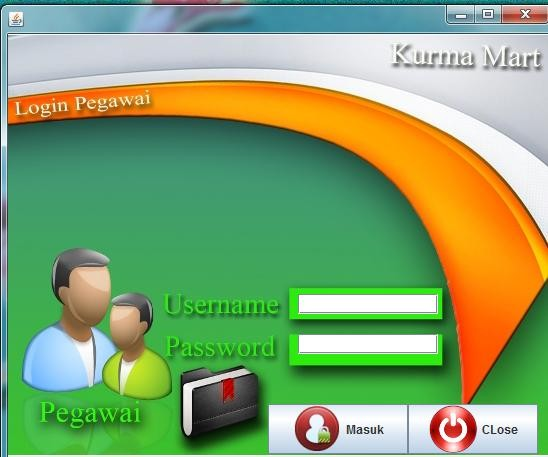 Kurma Mart
Login Pegawai
Username
Password
Pegawai
Masuk
CLose